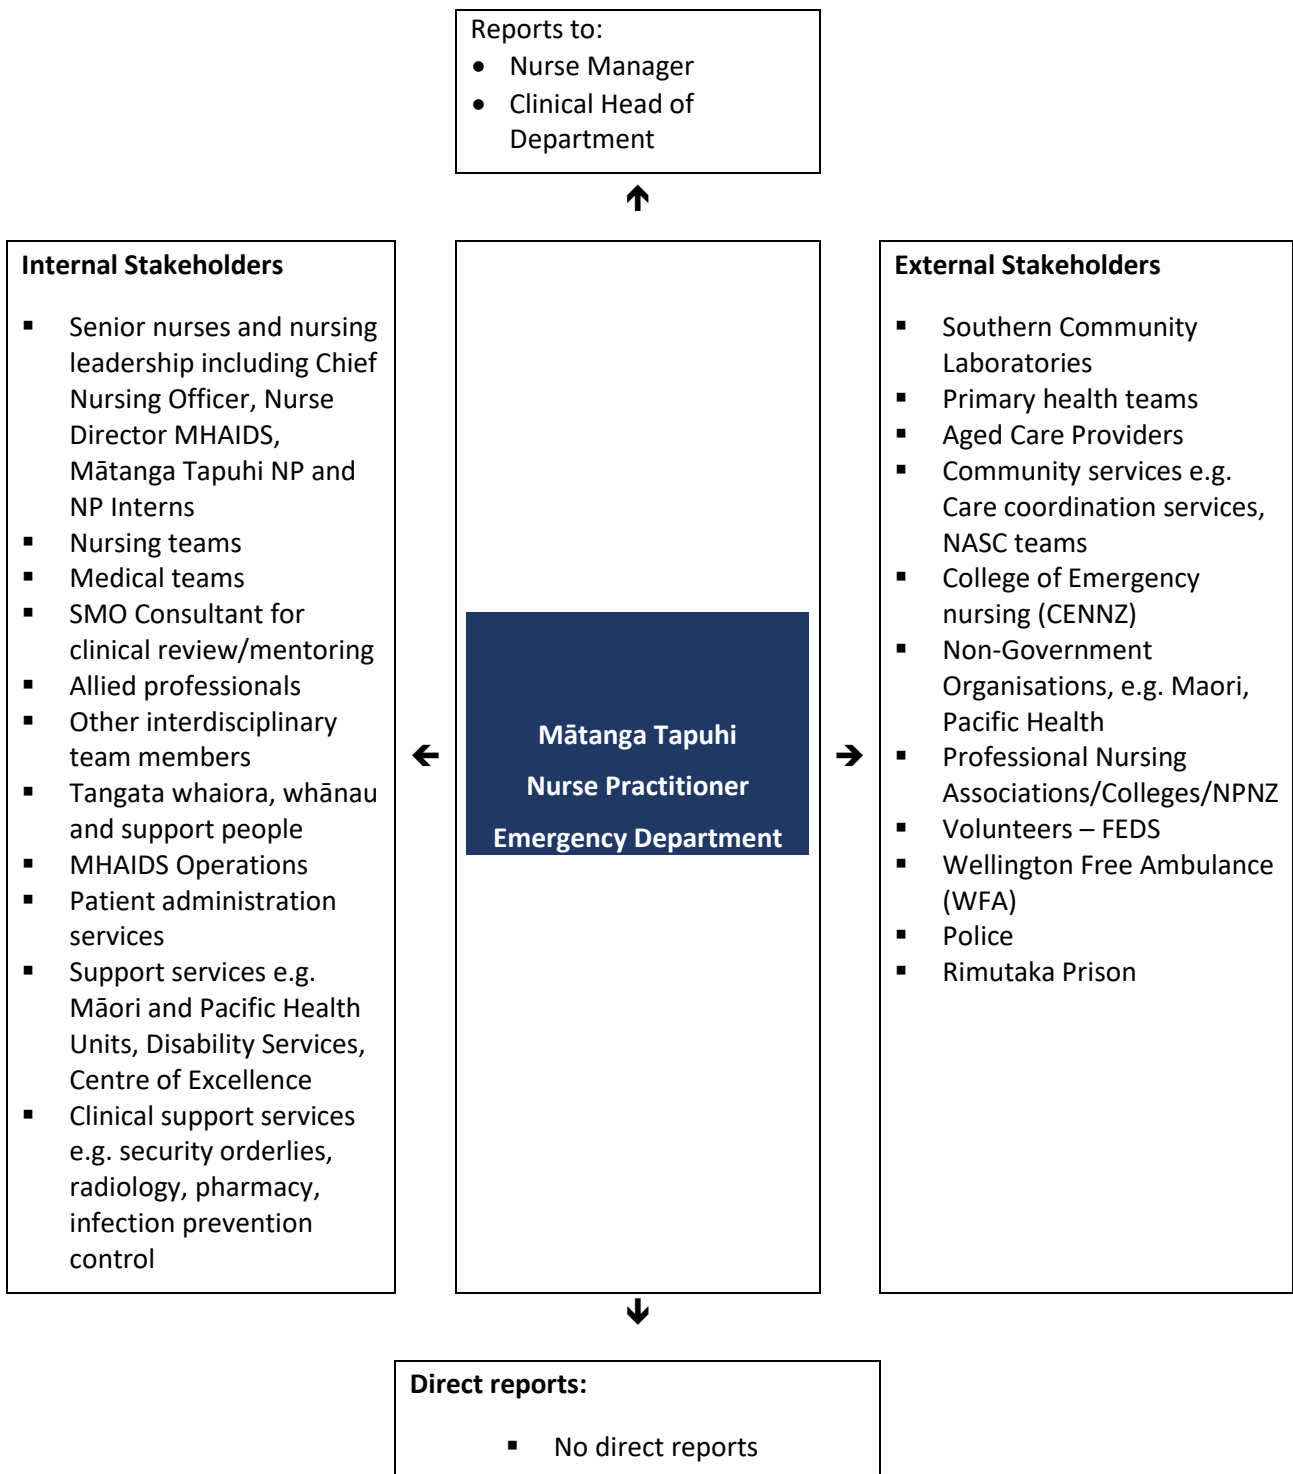 Reports to:
• Nurse Manager
• Clinical Head of
Department
↑
Internal Stakeholders
▪ Senior nurses and nursing
leadership including Chief
Nursing Officer, Nurse
Director MHAIDS,
Mātanga Tapuhi NP and
NP Interns
▪ Nursing teams
▪ Medical teams
▪ SMO Consultant for
clinical review/mentoring
▪ Allied professionals
▪ Other interdisciplinary
team members
▪ Tangata whaiora, whānau
and support people
▪ MHAIDS Operations
▪ Patient administration
services
▪ Support services e.g.
Māori and Pacific Health
Units, Disability Services,
Centre of Excellence
▪ Clinical support services
e.g. security orderlies,
radiology, pharmacy,
infection prevention
control
←
Mātanga Tapuhi
Nurse Practitioner
Emergency Department
→
External Stakeholders
▪ Southern Community
Laboratories
▪ Primary health teams
▪ Aged Care Providers
▪ Community services e.g.
Care coordination services,
NASC teams
▪ College of Emergency
nursing (CENNZ)
▪ Non-Government
Organisations, e.g. Maori,
Pacific Health
▪ Professional Nursing
Associations/Colleges/NPNZ
▪ Volunteers – FEDS
▪ Wellington Free Ambulance
(WFA)
▪ Police
▪ Rimutaka Prison
↓
Direct reports:
▪ No direct reports